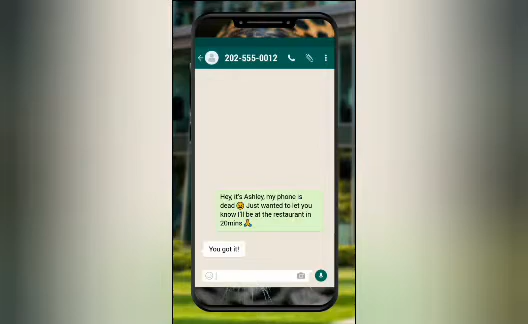 202-555-0012
Hey, it's Ashley, my phone is
dead😩 Just wanted to let you
know I'll be at the restaurant in
20mins🙏
You got it!